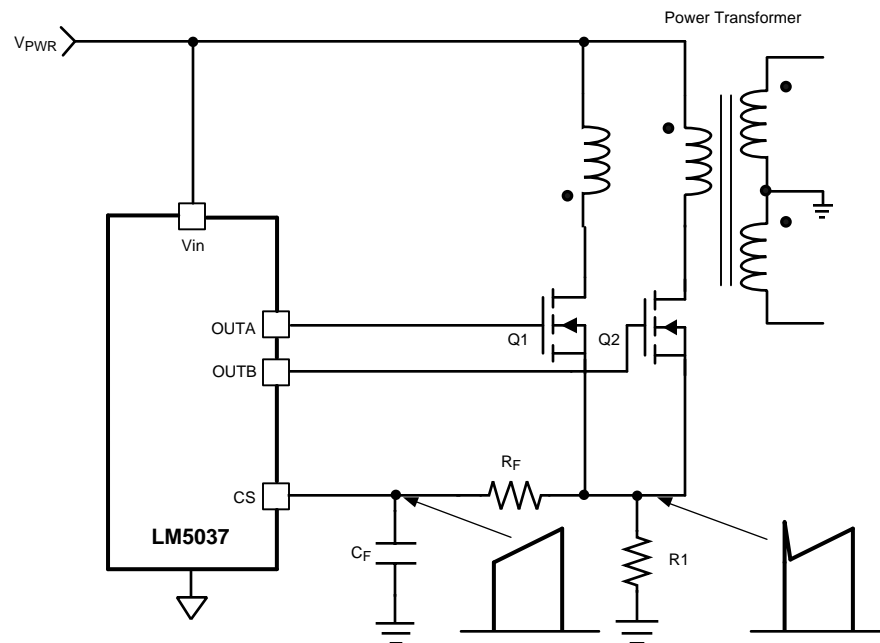 Power Transformer
VPWR
Vin
OUTA
Q1
Q2
OUTB
RF
CS
LM5037
CF
R1